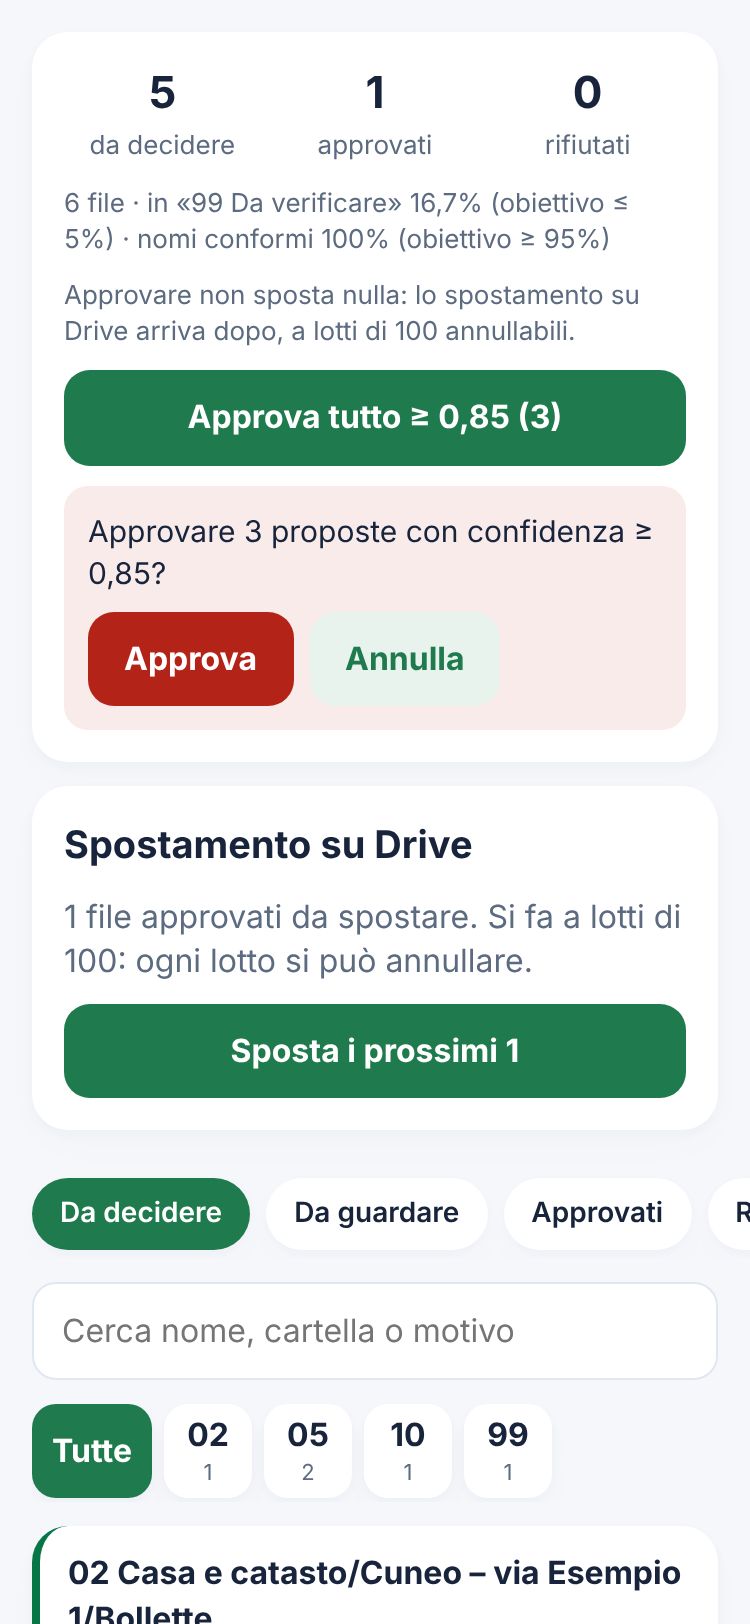 5 1 0
da decidere approvati rifiutati
6 file · in «99 Da verificare» 16,7% (obiettivo ≤
5%) · nomi conformi 100% (obiettivo ≥ 95%)
Approvare non sposta nulla: lo spostamento su
Drive arriva dopo, a lotti di 100 annullabili.
Approva tutto ≥ 0,85 (3)
Approvare 3 proposte con confidenza ≥
0,85?
Approva Annulla
Spostamento su Drive
1 file approvati da spostare. Si fa a lotti di
100: ogni lotto si può annullare.
Sposta i prossimi 1
Da decidere Da guardare Approvati R
Cerca nome, cartella o motivo
Tutte 02 05 10 99
1 2 1 1
02 Casa e catasto/Cuneo – via Esempio
1/Bollette